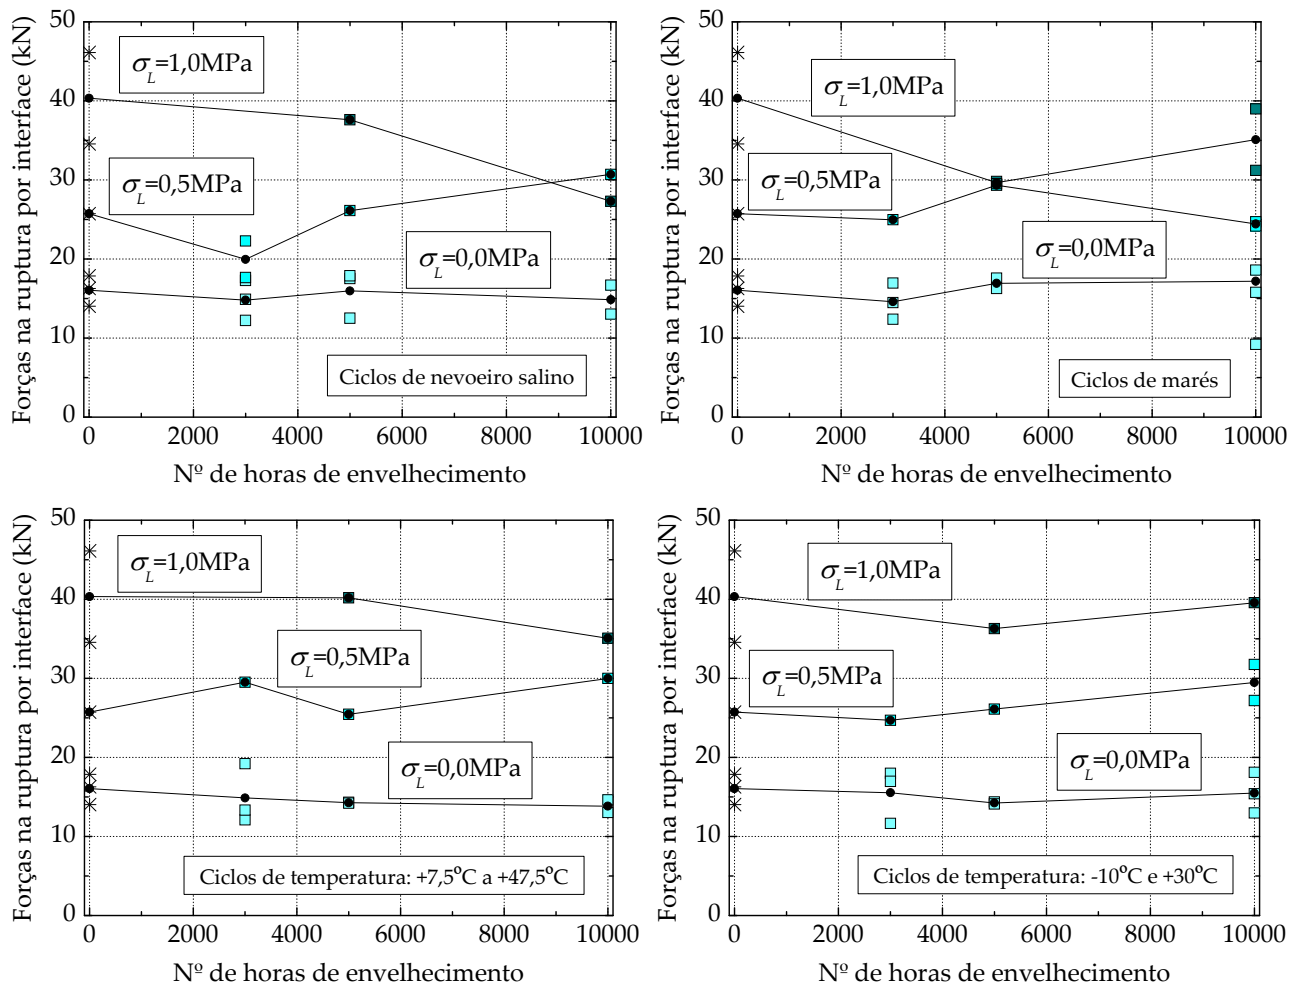 Forças na ruptura por interface (kN)
50
40
30
20
10
0
σL=1,0MPa
σL=0,5MPa
σL=0,0MPa
Ciclos de nevoeiro salino
0 2000 4000 6000 8000 10000
Nº de horas de envelhecimento
Forças na ruptura por interface (kN)
50
40
30
20
10
0
σL=1,0MPa
σL=0,5MPa
σL=0,0MPa
Ciclos de marés
0 2000 4000 6000 8000 10000
Nº de horas de envelhecimento
Forças na ruptura por interface (kN)
50
40
30
20
10
0
σL=1,0MPa
σL=0,5MPa
σL=0,0MPa
Ciclos de temperatura: +7,5ºC a +47,5ºC
0 2000 4000 6000 8000 10000
Nº de horas de envelhecimento
Forças na ruptura por interface (kN)
50
40
30
20
10
0
σL=1,0MPa
σL=0,5MPa
σL=0,0MPa
Ciclos de temperatura: -10ºC e +30ºC
0 2000 4000 6000 8000 10000
Nº de horas de envelhecimento